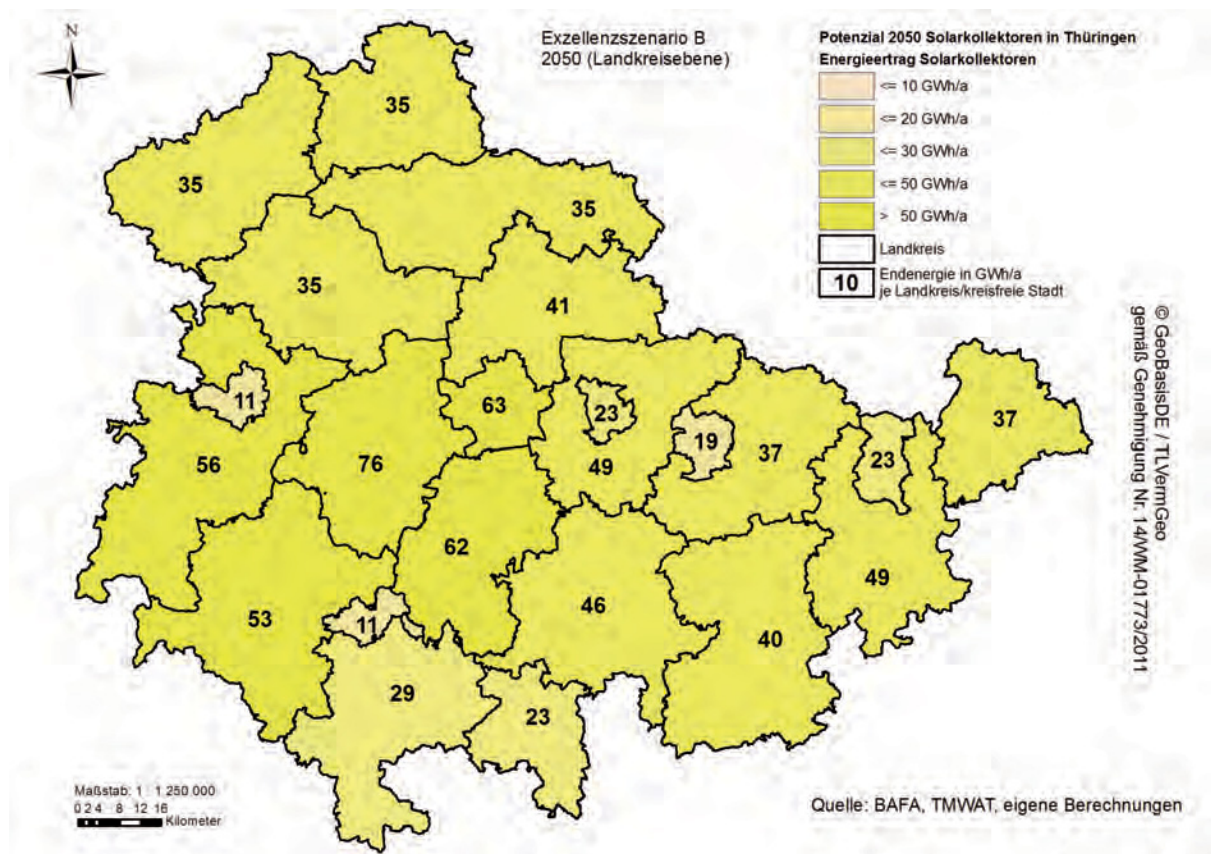 N
Exzellenszenario B
2050 (Landkreisebene)
Potenzial 2050 Solarkollektoren in Thüringen
Energieertrag Solarkollektoren
<= 10 GWh/a
<= 20 GWh/a
<= 30 GWh/a
<= 50 GWh/a
> 50 GWh/a
Landkreis
10 Endenergie in GWh/a
je Landkreis/kreisfreie Stadt
35
35
35
35
41
11
63
23
19
37
23
37
56
76
49
62
46
49
53
11
40
29
23
© GeoBasisDE / TLVermGeo
gemäß Genehmigung Nr. 14/WM-01773/2011
Maßstab: 1 : 1.250.000
0 2 4 8 12 16
Kilometer
Quelle: BAFA, TMWAT, eigene Berechnungen